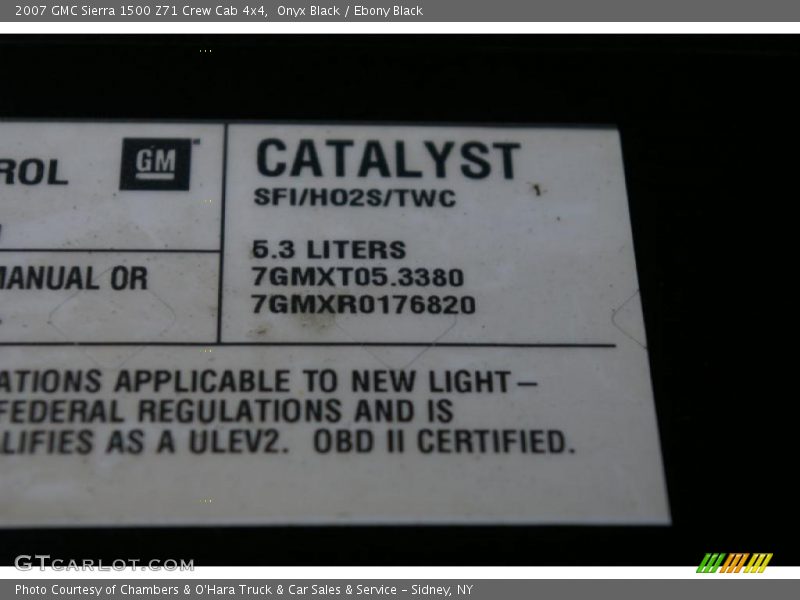 2007 GMC Sierra 1500 Z71 Crew Cab 4x4, Onyx Black / Ebony Black
ROL
GM
CATALYST
SFI/HO2S/TWC
5.3 LITERS
MANUAL OR
7GMXT05.3380
7GMXR0176820
ATIONS APPLICABLE TO NEW LIGHT—
FEDERAL REGULATIONS AND IS
LIFIES AS A ULEV2. OBD II CERTIFIED.
GTCARLOT.COM
Photo Courtesy of Chambers & O'Hara Truck & Car Sales & Service - Sidney, NY